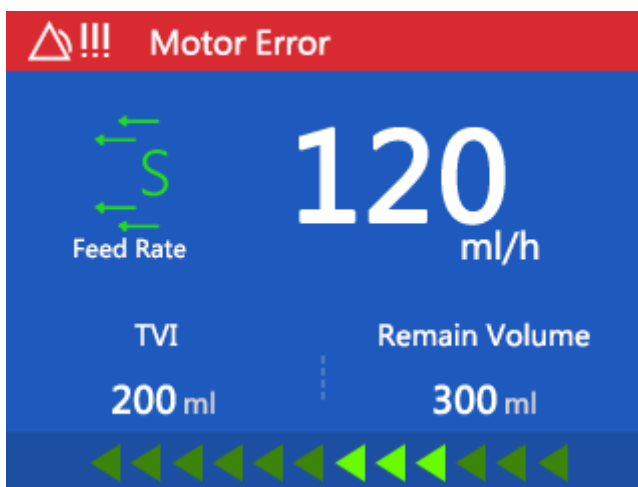 !!! Motor Error
S
120
ml/h
Feed Rate
TVI
Remain Volume
200 ml
300 ml